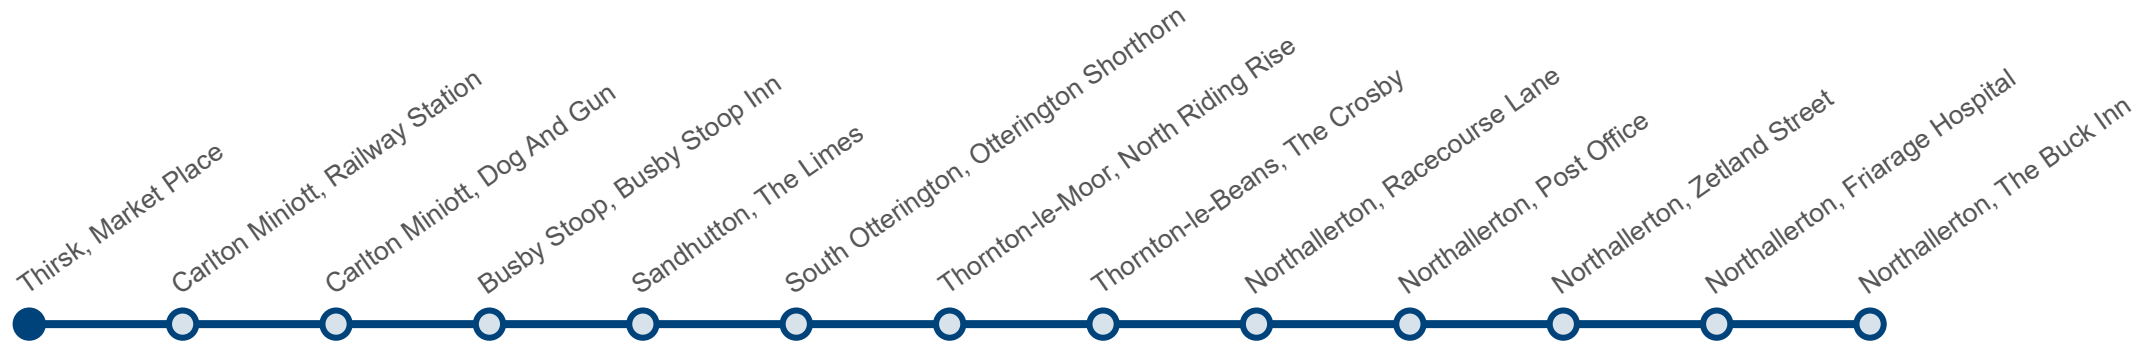 Thirsk, Market Place
Carlton Miniott, Railway Station
Carlton Miniott, Dog And Gun
Busby Stoop, Busby Stoop Inn
Sandhutton, The Limes
South Otterington, Otterington Shorthorn
Thornton-le-Moor, North Riding Rise
Thornton-le-Beans, The Crosby
Northallerton, Racecourse Lane
Northallerton, Post Office
Northallerton, Zetland Street
Northallerton, Friarage Hospital
Northallerton, The Buck Inn